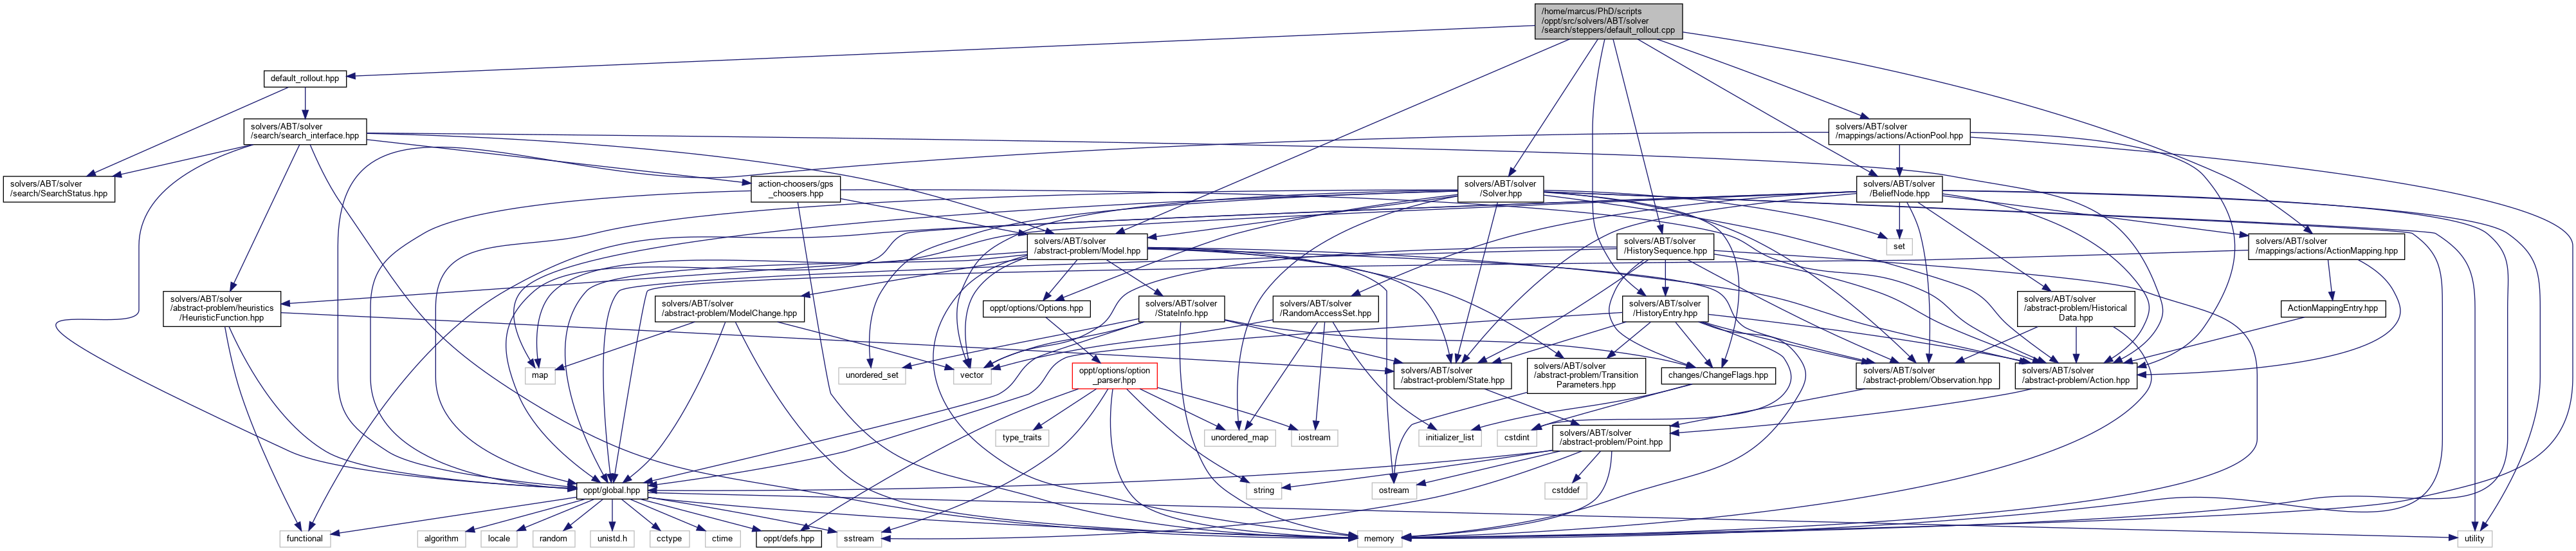 /home/marcus/PhD/scripts
/oppt/src/solvers/ABT/solver
/search/steppers/default_rollout.cpp
default_rollout.hpp
solvers/ABT/solver
/search/search_interface.hpp
solvers/ABT/solver
/mappings/actions/ActionPool.hpp
solvers/ABT/solver
/search/SearchStatus.hpp
action-choosers/gps
_choosers.hpp
solvers/ABT/solver
/Solver.hpp
solvers/ABT/solver
/BeliefNode.hpp
solvers/ABT/solver
/abstract-problem/Model.hpp
solvers/ABT/solver
/HistorySequence.hpp
set
solvers/ABT/solver
/mappings/actions/ActionMapping.hpp
solvers/ABT/solver
/abstract-problem/heuristics
/HeuristicFunction.hpp
solvers/ABT/solver
/abstract-problem/ModelChange.hpp
oppt/options/Options.hpp
solvers/ABT/solver
/StateInfo.hpp
solvers/ABT/solver
/RandomAccessSet.hpp
solvers/ABT/solver
/HistoryEntry.hpp
solvers/ABT/solver
/abstract-problem/Historical
Data.hpp
ActionMappingEntry.hpp
map
unordered_set
vector
oppt/options/option
_parser.hpp
solvers/ABT/solver
/abstract-problem/State.hpp
solvers/ABT/solver
/abstract-problem/Transition
Parameters.hpp
changes/ChangeFlags.hpp
solvers/ABT/solver
/abstract-problem/Observation.hpp
solvers/ABT/solver
/abstract-problem/Action.hpp
type_traits
unordered_map
iostream
initializer_list
cstdint
solvers/ABT/solver
/abstract-problem/Point.hpp
oppt/global.hpp
string
ostream
cstddef
functional
algorithm
locale
random
unistd.h
cctype
ctime
oppt/defs.hpp
sstream
memory
utility